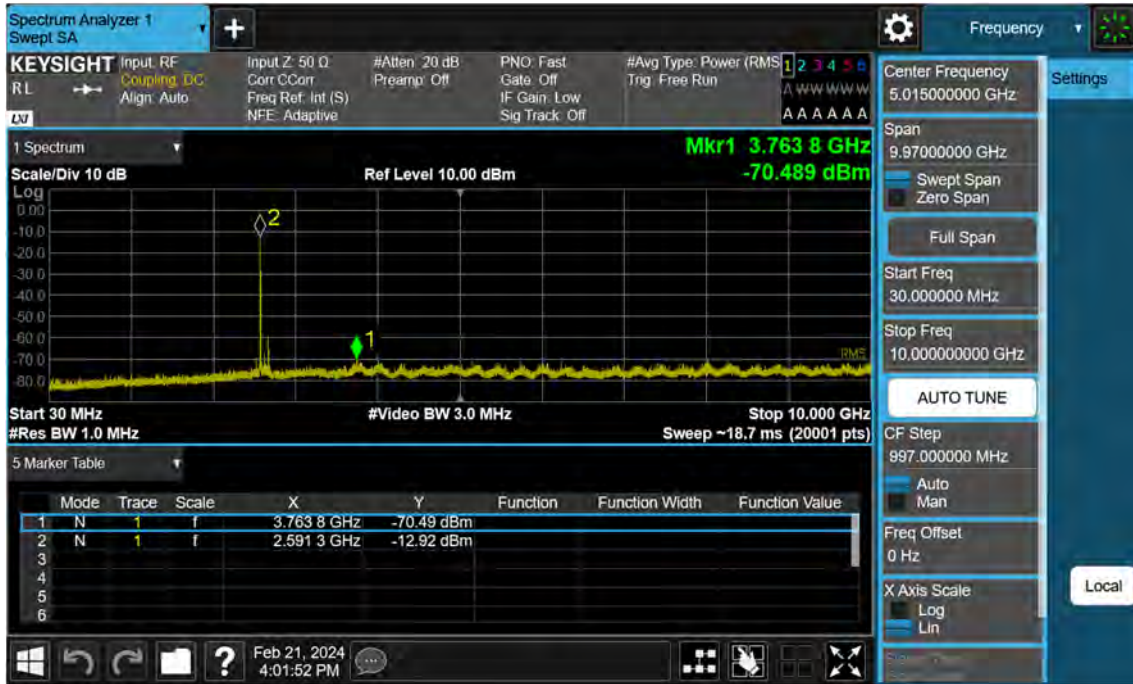 Spectrum Analyzer 1
Swept SA
+
Frequency
KEYSIGHT
RL
LXI
Input: RF
Coupling: DC
Align: Auto
Input Z: 50 Ω
Corr CCorr
Freq Ref: Int (S)
NFE: Adaptive
#Atten: 20 dB
Preamp: Off
PNO: Fast
Gate: Off
IF Gain: Low
Sig Track: Off
#Avg Type: Power (RMS
Trig: Free Run
1 2 3 4 5 6
A W W W W W
A A A A A A
1 Spectrum
Scale/Div 10 dB
Ref Level 10.00 dBm
Mkr1 3.763 8 GHz
-70.489 dBm
Log
0.00
-10.0
-20.0
-30.0
-40.0
-50.0
-60.0
-70.0
-80.0
2
1
RMS
Start 30 MHz
#Video BW 3.0 MHz
Stop 10.000 GHz
#Res BW 1.0 MHz
Sweep ~18.7 ms (20001 pts)
5 Marker Table
Mode Trace Scale X Y Function Function Width Function Value
1 N 1 f 3.763 8 GHz -70.49 dBm
2 N 1 f 2.591 3 GHz -12.92 dBm
3
4
5
6
?
Feb 21, 2024
4:01:52 PM
Center Frequency
5.015000000 GHz
Settings
Span
9.97000000 GHz
Swept Span
Zero Span
Full Span
Start Freq
30.000000 MHz
Stop Freq
10.000000000 GHz
AUTO TUNE
CF Step
997.000000 MHz
Auto
Man
Freq Offset
0 Hz
X Axis Scale
Log
Lin
Local